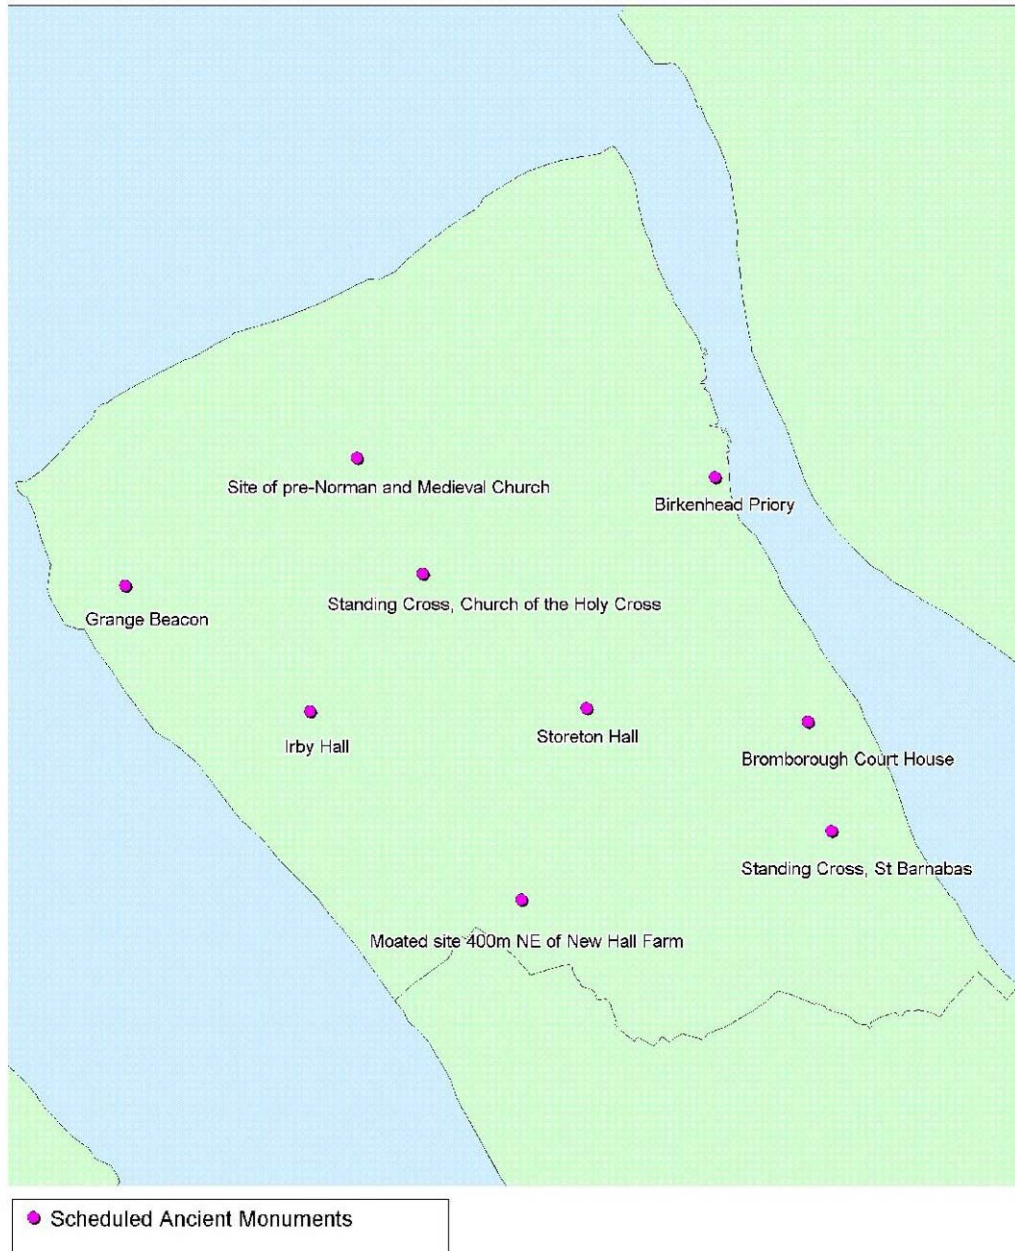 Site of pre-Norman and Medieval Church
Birkenhead Priory
Standing Cross, Church of the Holy Cross
Grange Beacon
Irby Hall
Storeton Hall
Bromborough Court House
Standing Cross, St Barnabas
Moated site 400m NE of New Hall Farm
Scheduled Ancient Monuments